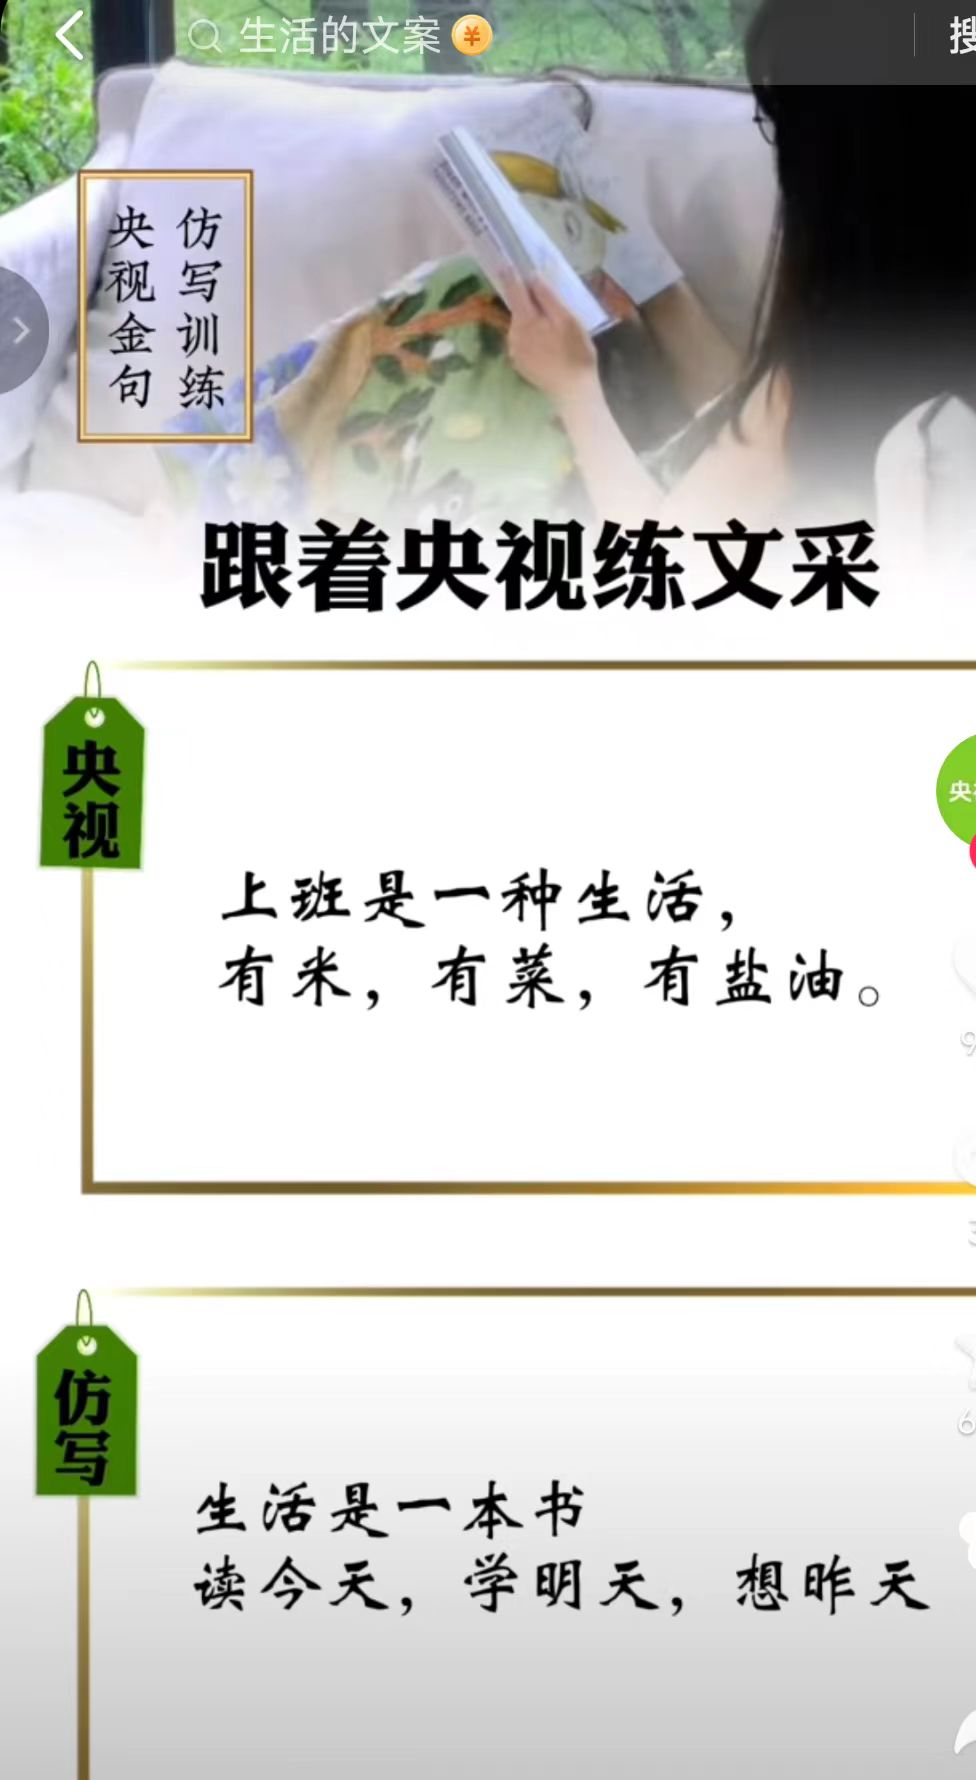 生活的文案
搜
央视金句
仿写训练
跟着央视练文采
央视
上班是一种生活，
有米，有菜，有盐油。
仿写
生活是一本书
读今天，学明天，想昨天